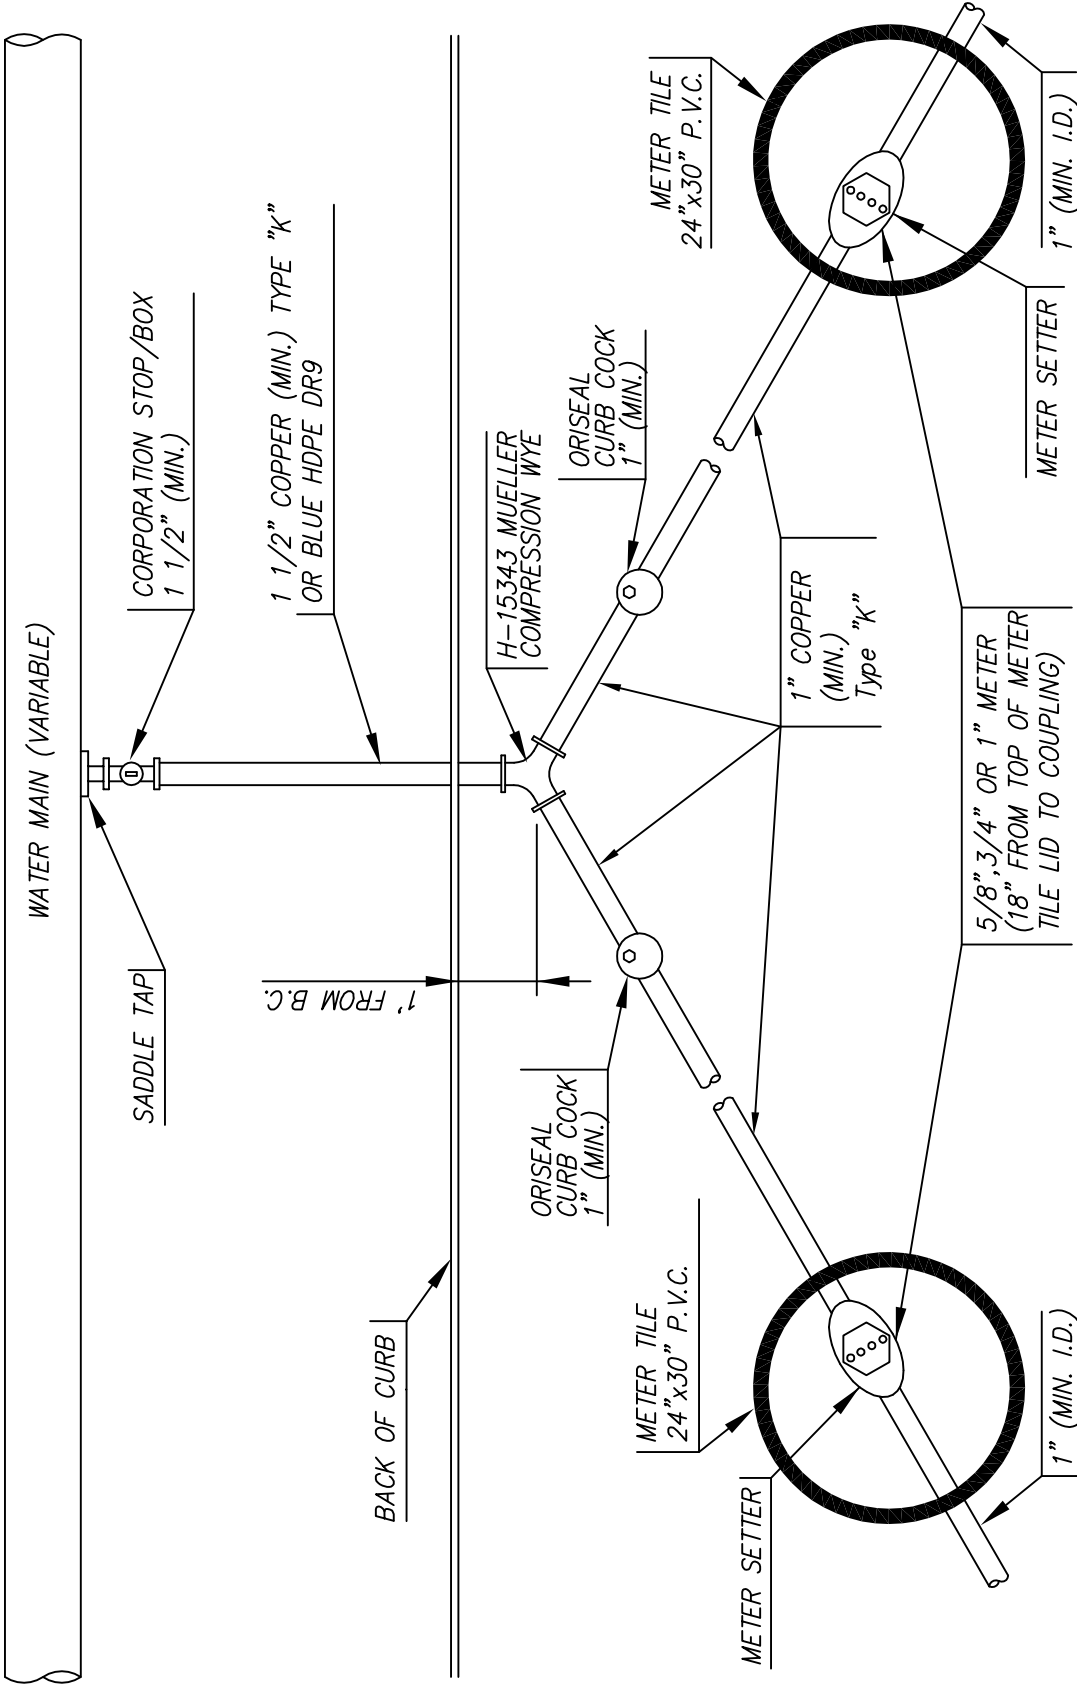 WATER MAIN (VARIABLE)
SADDLE TAP
CORPORATION STOP/BOX
1 1/2" (MIN.)
1 1/2" COPPER (MIN.) TYPE "K"
OR BLUE HDPE DR9
1' FROM B.C.
BACK OF CURB
H-15343 MUELLER
COMPRESSION WYE
ORISEAL
CURB COCK
1" (MIN.)
ORISEAL
CURB COCK
1" (MIN.)
METER TILE
24"x30" P.V.C.
METER TILE
24"x30" P.V.C.
1" COPPER
(MIN.)
Type "K"
METER SETTER
METER SETTER
5/8",3/4" OR 1" METER
(18" FROM TOP OF METER
TILE LID TO COUPLING)
1" (MIN. I.D.)
1" (MIN. I.D.)